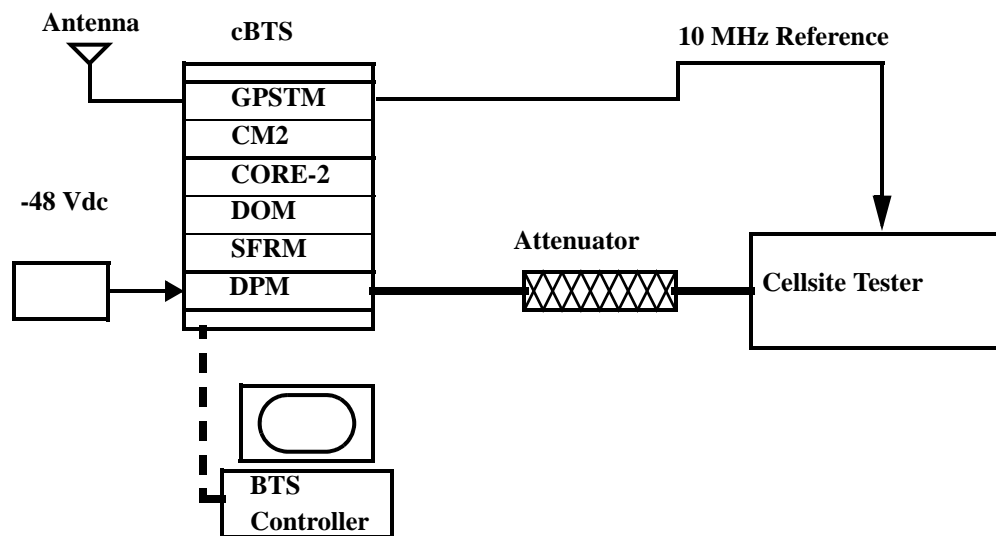 Antenna
cBTS
10 MHz Reference
GPSTM
CM2
CORE-2
-48 Vdc
DOM
SFRM
Attenuator
DPM
Cellsite Tester
BTS
Controller